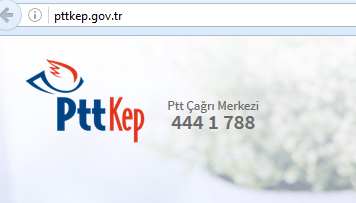 pttkep.gov.tr
PttKep
Ptt Çağrı Merkezi
444 1 788